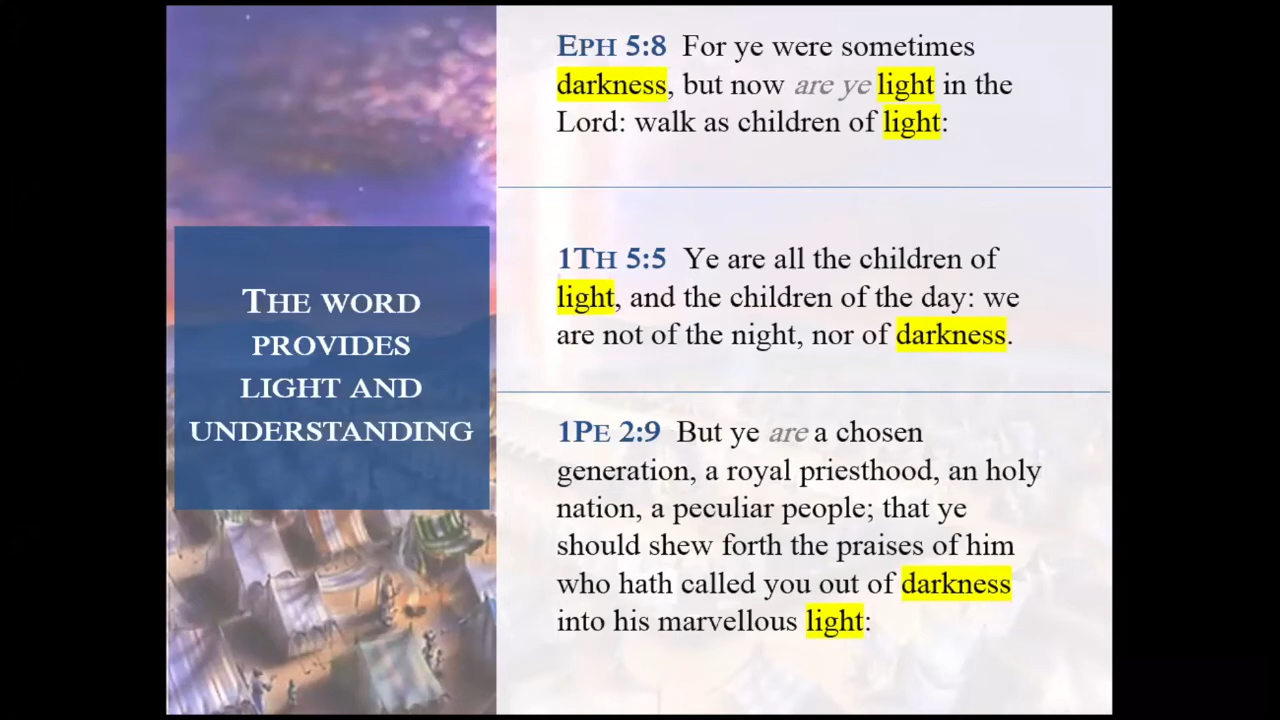 THE WORD
PROVIDES
LIGHT AND
UNDERSTANDING
EPH 5:8 For ye were sometimes
darkness, but now are ye light in the
Lord: walk as children of light:
1TH 5:5 Ye are all the children of
light, and the children of the day: we
are not of the night, nor of darkness.
1PE 2:9 But ye are a chosen
generation, a royal priesthood, an holy
nation, a peculiar people; that ye
should shew forth the praises of him
who hath called you out of darkness
into his marvellous light: